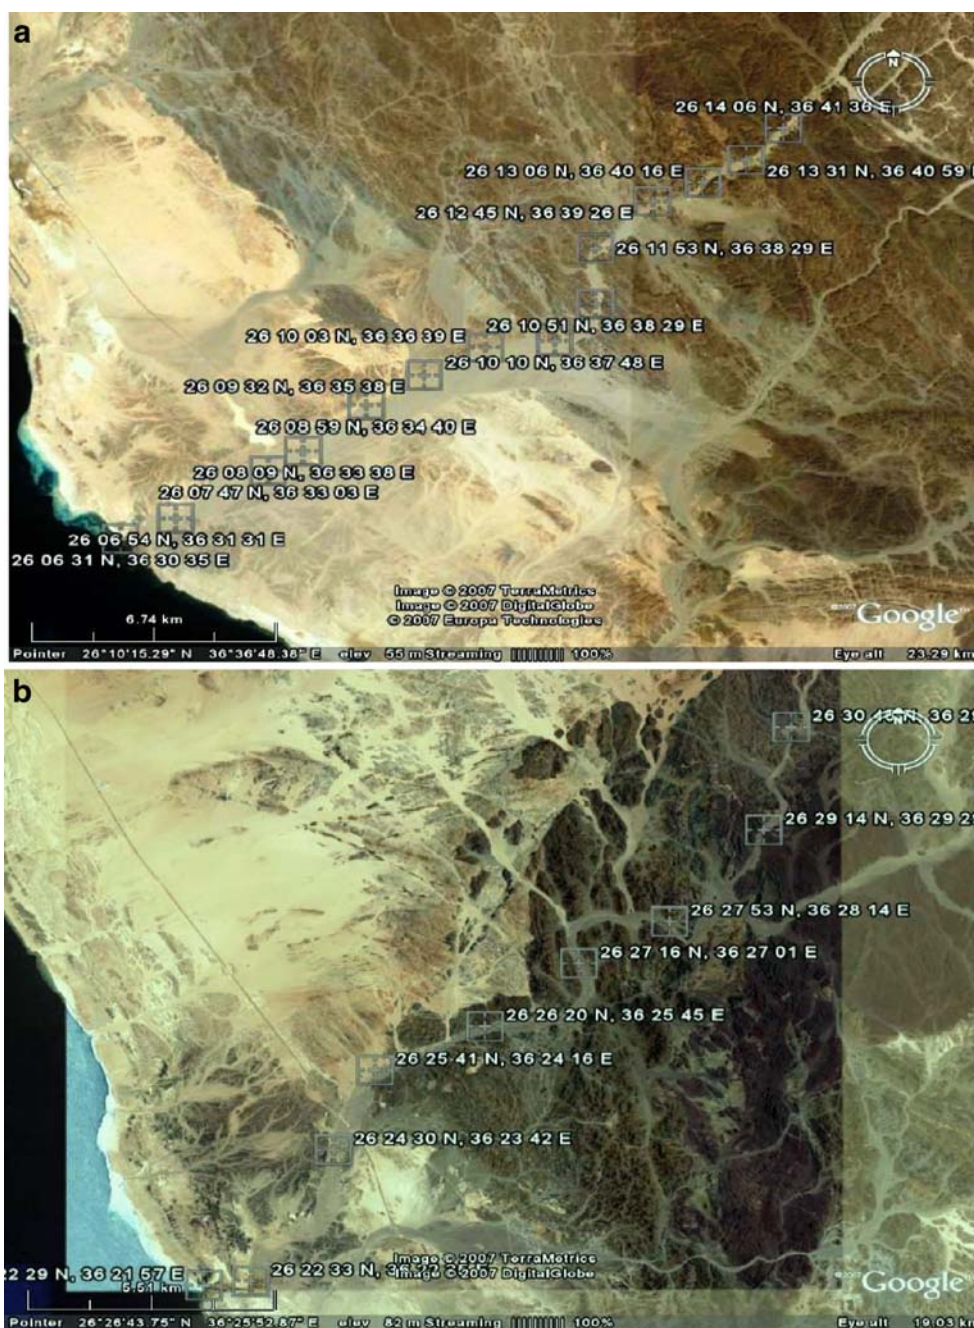 a
N
26 14 06 N, 36 41 36 E
26 13 06 N, 36 40 16 E
26 13 31 N, 36 40 59
26 12 45 N, 36 39 26 E
26 11 53 N, 36 38 29 E
26 10 03 N, 36 36 39 E
26 10 51 N, 36 38 29 E
26 10 10 N, 36 37 48 E
26 09 32 N, 36 35 38 E
26 08 59 N, 36 34 40 E
26 08 09 N, 36 33 38 E
26 07 47 N, 36 33 03 E
26 06 54 N, 36 31 31 E
26 06 31 N, 36 30 35 E
Image © 2007 TerraMetrics
Image © 2007 DigitalGlobe
© 2007 Europa Technologies
©2007 Google
6.74 km
Pointer 26°10'15.29" N 36°36'48.38" E elev 55 m Streaming |||||||||| 100% Eye alt 23.29 km
b
N
26 30 N, 36
26 29 14 N, 36 29
26 27 53 N, 36 28 14 E
26 27 16 N, 36 27 01 E
26 26 20 N, 36 25 45 E
26 25 41 N, 36 24 16 E
26 24 30 N, 36 23 42 E
22 29 N, 36 21 57 E
26 22 33 N, 36
Image © 2007 TerraMetrics
Image © 2007 DigitalGlobe
©2007 Google
5.51 km
Pointer 26°26'43.75" N 36°25'52.87" E elev 82 m Streaming |||||||||| 100% Eye alt 19.03 km